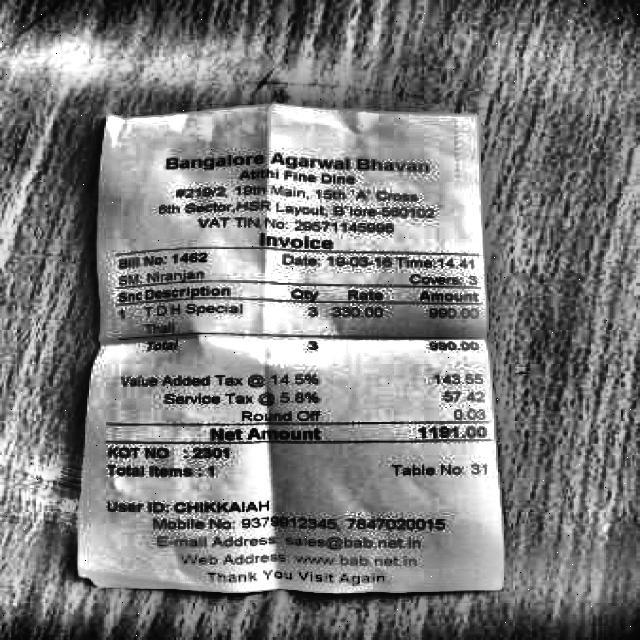 Bangalore Agarwal Bhavan
Atithi Fine Dine
#219/2, 18th Main, 15th 'A' Cross
6th Sector, HSR Layout, B'lore-560102
VAT TIN No: 29571145996
Invoice
Bill No: 1462 Date: 19-03-16 Time:14.41
SM. Niranjan Covers: 3
Sno Description Qty Rate Amount
1 T D H Special 3 330.00 990.00
Thali
Total 3 990.00
Value Added Tax @ 14.5% 143.55
Service Tax @ 5.8% 57.42
Round Off 0.03
Net Amount 1191.00
KOT NO : 2301
Total Items : 1 Table No: 31
User ID: CHIKKAIAH
Mobile No: 9379912345, 7847020015
E-mail Address: sales@bab.net.in
Web Address: www.bab.net.in
Thank You Visit Again